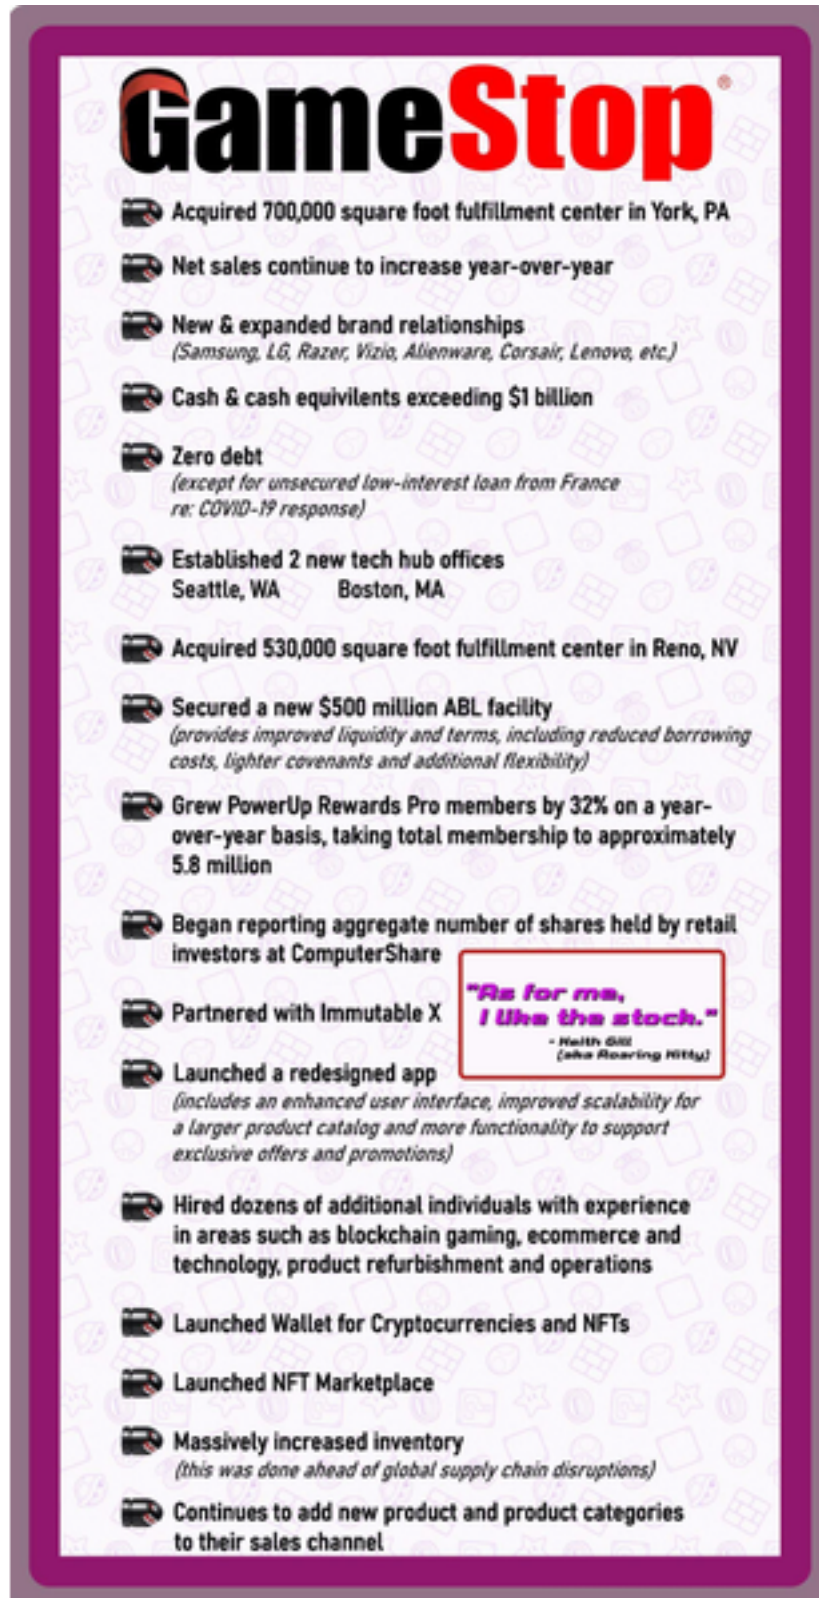 GameStop®
Acquired 700,000 square foot fulfillment center in York, PA
Net sales continue to increase year-over-year
New & expanded brand relationships
(Samsung, LG, Razer, Vizio, Alienware, Corsair, Lenovo, etc.)
Cash & cash equivilents exceeding $1 billion
Zero debt
(except for unsecured low-interest loan from France
re: COVID-19 response)
Established 2 new tech hub offices
Seattle, WA Boston, MA
Acquired 530,000 square foot fulfillment center in Reno, NV
Secured a new $500 million ABL facility
(provides improved liquidity and terms, including reduced borrowing
costs, lighter covenants and additional flexibility)
Grew PowerUp Rewards Pro members by 32% on a year-
over-year basis, taking total membership to approximately
5.8 million
Began reporting aggregate number of shares held by retail
investors at ComputerShare
"As for me,
I like the stock."
- Keith Gill
(aka Roaring Kitty)
Partnered with Immutable X
Launched a redesigned app
(includes an enhanced user interface, improved scalability for
a larger product catalog and more functionality to support
exclusive offers and promotions)
Hired dozens of additional individuals with experience
in areas such as blockchain gaming, ecommerce and
technology, product refurbishment and operations
Launched Wallet for Cryptocurrencies and NFTs
Launched NFT Marketplace
Massively increased inventory
(this was done ahead of global supply chain disruptions)
Continues to add new product and product categories
to their sales channel